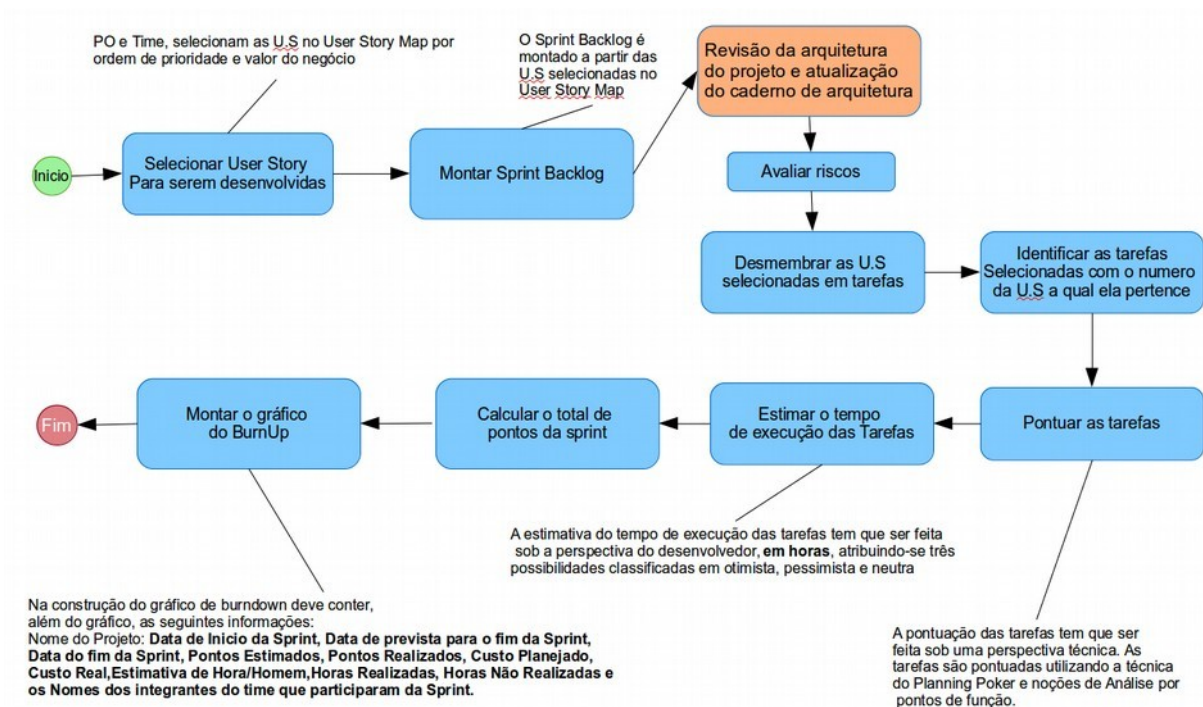 PO e Time, selecionam as U.S no User Story Map por
ordem de prioridade e valor do negócio
O Sprint Backlog é
montado a partir das
U.S selecionadas no
User Story Map
Revisão da arquitetura
do projeto e atualização
do caderno de arquitetura
Inicio
Selecionar User Story
Para serem desenvolvidas
Montar Sprint Backlog
Avaliar riscos
Desmembrar as U.S
selecionadas em tarefas
Identificar as tarefas
Selecionadas com o numero
da U.S a qual ela pertence
Pontuar as tarefas
Estimar o tempo
de execução das Tarefas
Calcular o total de
pontos da sprint
Montar o gráfico
do BurnUp
Fim
A estimativa do tempo de execução das tarefas tem que ser feita
sob a perspectiva do desenvolvedor, em horas, atribuindo-se três
possibilidades classificadas em otimista, pessimista e neutra
Na construção do gráfico de burndown deve conter,
além do gráfico, as seguintes informações:
Nome do Projeto: Data de Inicio da Sprint, Data de prevista para o fim da Sprint,
Data do fim da Sprint, Pontos Estimados, Pontos Realizados, Custo Planejado,
Custo Real,Estimativa de Hora/Homem,Horas Realizadas, Horas Não Realizadas e
os Nomes dos integrantes do time que participaram da Sprint.
A pontuação das tarefas tem que ser
feita sob uma perspectiva técnica. As
tarefas são pontuadas utilizando a técnica
do Planning Poker e noções de Análise por
pontos de função.